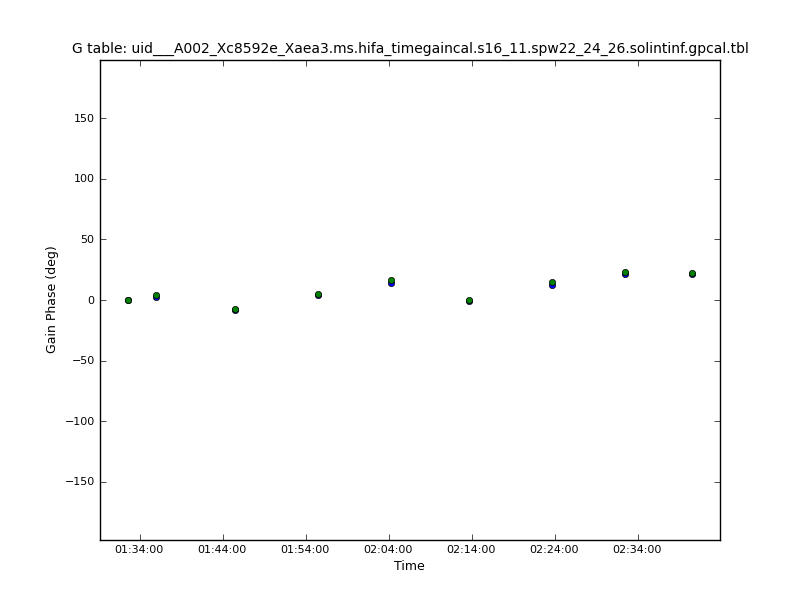 G table: uid___A002_Xc8592e_Xaea3.ms.hifa_timegaincal.s16_11.spw22_24_26.solintinf.gpcal.tbl
150
100
50
0
−50
−100
−150
Gain Phase (deg)
01:34:00 01:44:00 01:54:00 02:04:00 02:14:00 02:24:00 02:34:00
Time